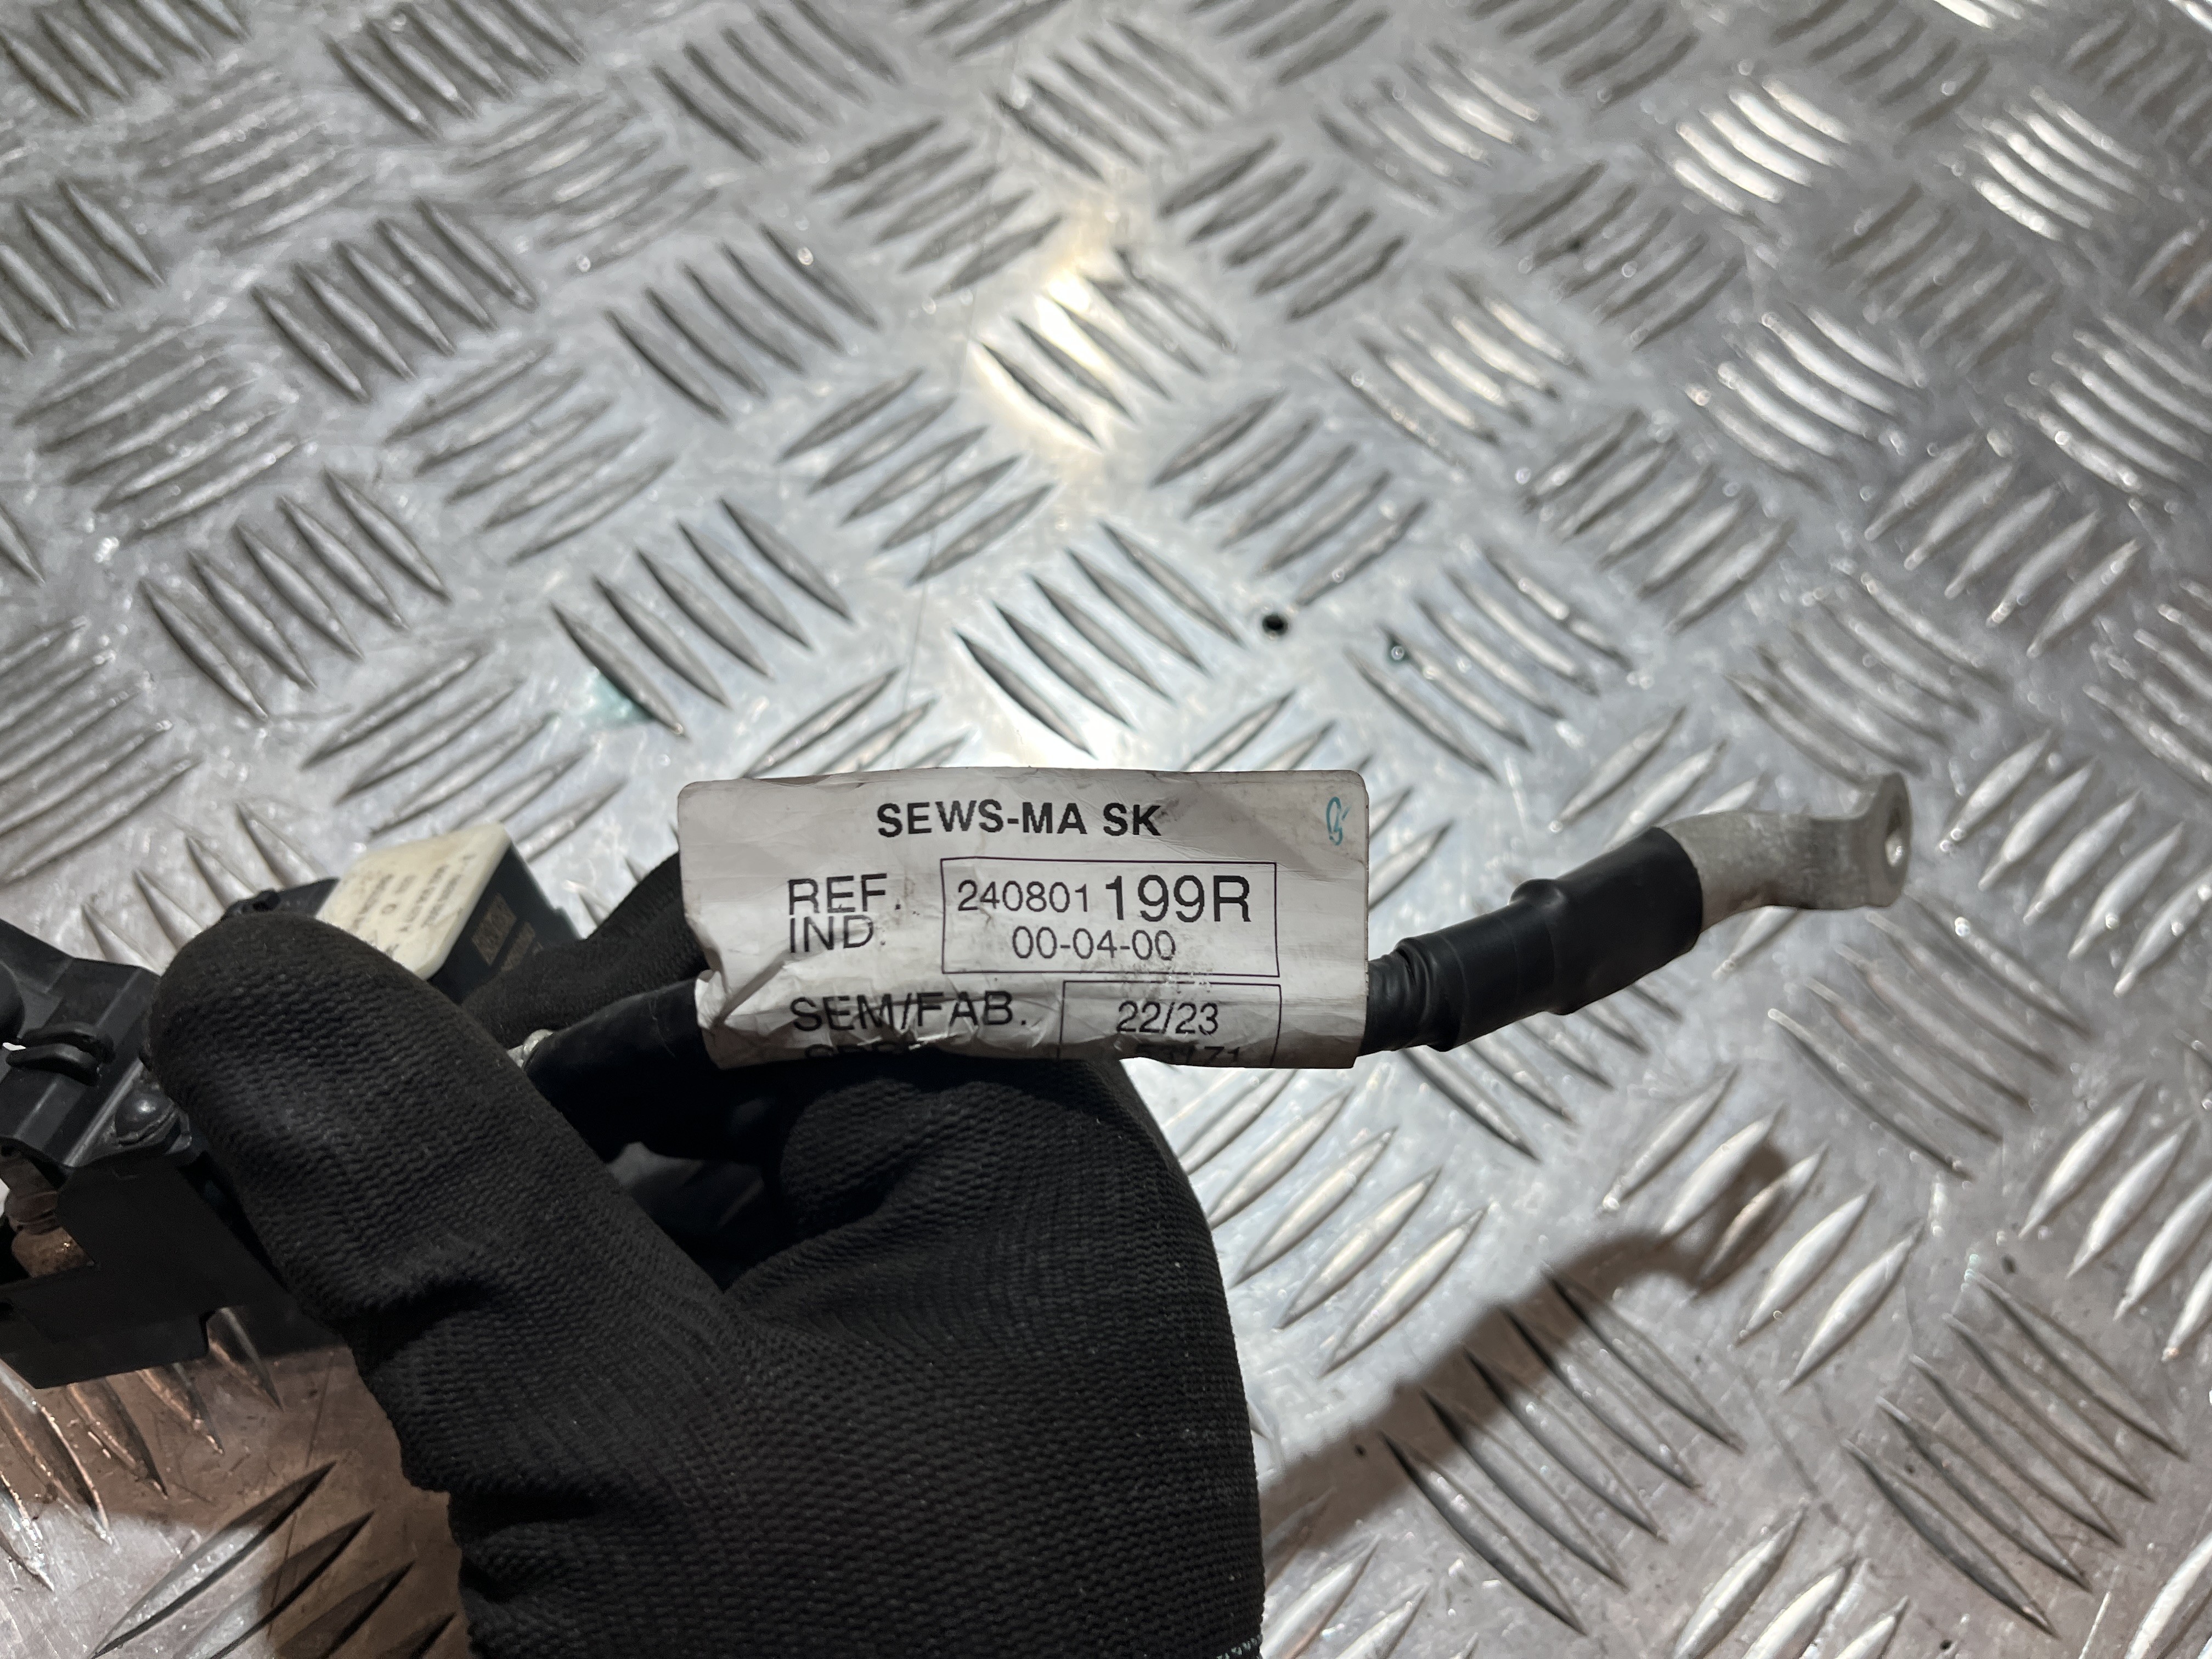 SEWS-MA SK
REF. 240801 199R
IND. 00-04-00
SEM/FAB. 22/23